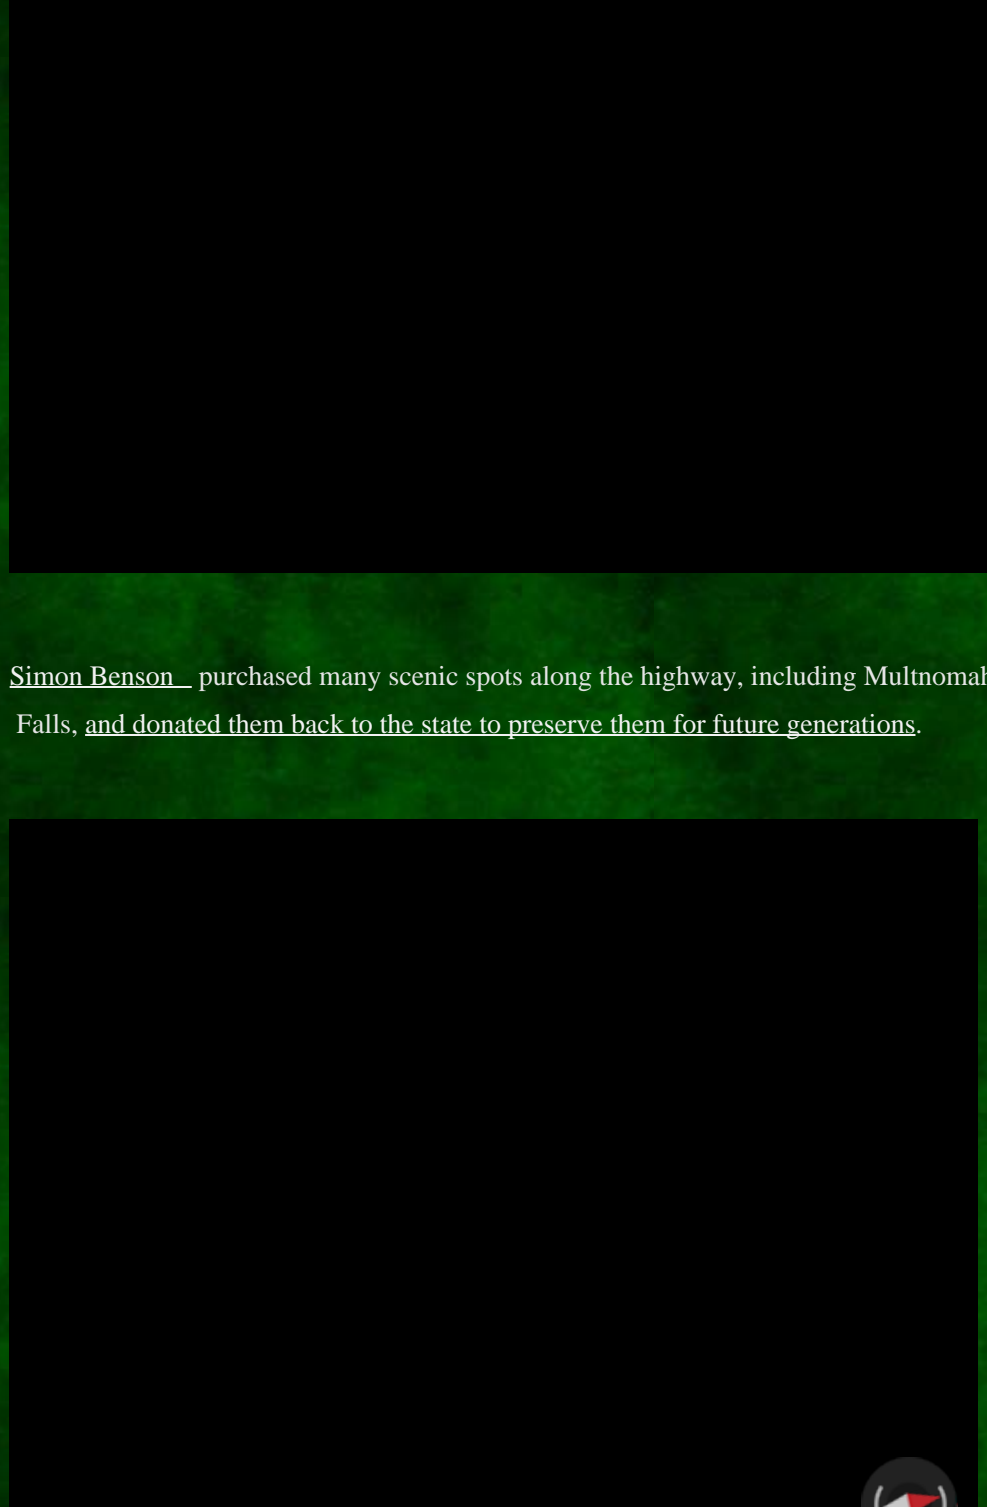 Simon Benson purchased many scenic spots along the highway, including Multnomah
Falls, and donated them back to the state to preserve them for future generations.